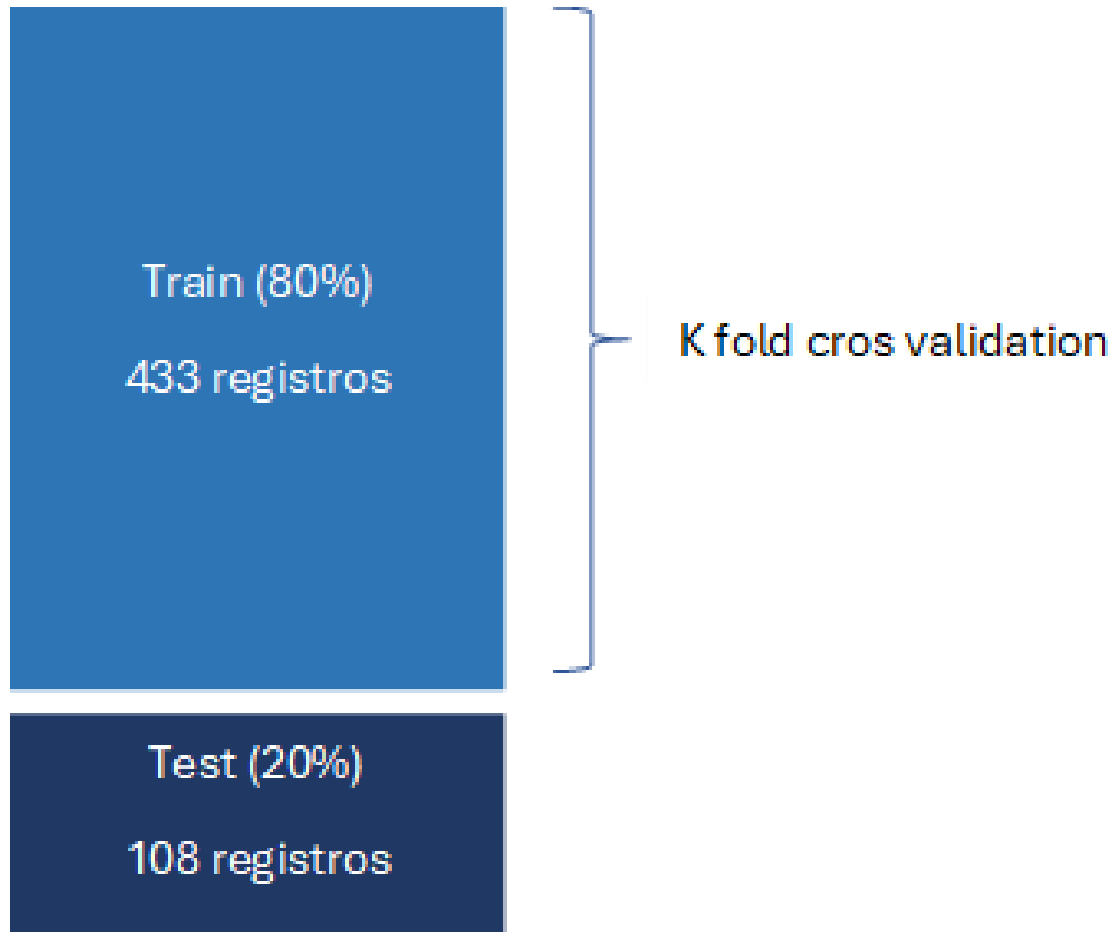 Train (80%)
433 registros
K fold cros validation
Test (20%)
108 registros